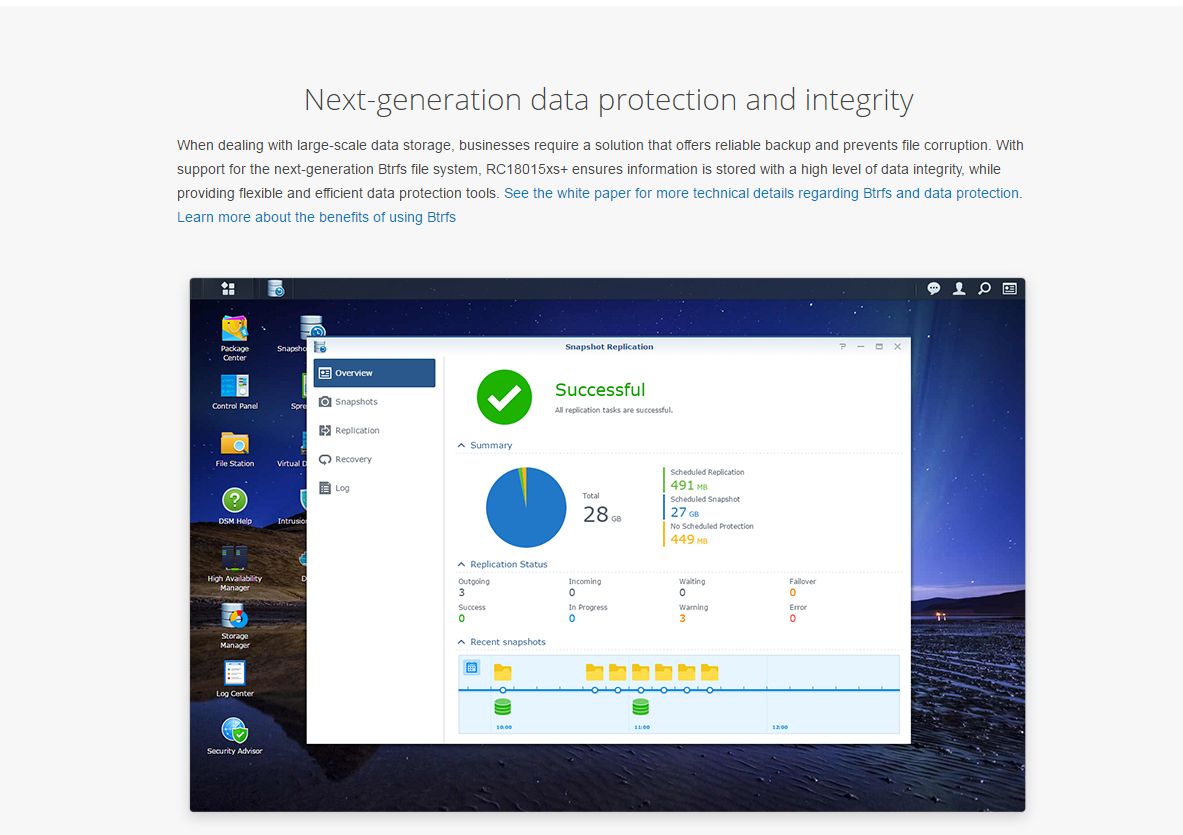 Next-generation data protection and integrity
When dealing with large-scale data storage, businesses require a solution that offers reliable backup and prevents file corruption. With
support for the next-generation Btrfs file system, RC18015xs+ ensures information is stored with a high level of data integrity, while
providing flexible and efficient data protection tools. See the white paper for more technical details regarding Btrfs and data protection.
Learn more about the benefits of using Btrfs
Package
Center
Snapsho
Control Panel
Spre
File Station
Virtual D
DSM Help
Intrusion
High Availability
Manager
D
Storage
Manager
Log Center
Security Advisor
Snapshot Replication
Overview
Snapshots
Replication
Recovery
Log
Successful
All replication tasks are successful.
Summary
Total
28 GB
Scheduled Replication
491 MB
Scheduled Snapshot
27 GB
No Scheduled Protection
449 MB
Replication Status
Outgoing Incoming Waiting Failover
3 0 0 0
Success In Progress Warning Error
0 0 3 0
Recent snapshots
10:00 11:00 12:00